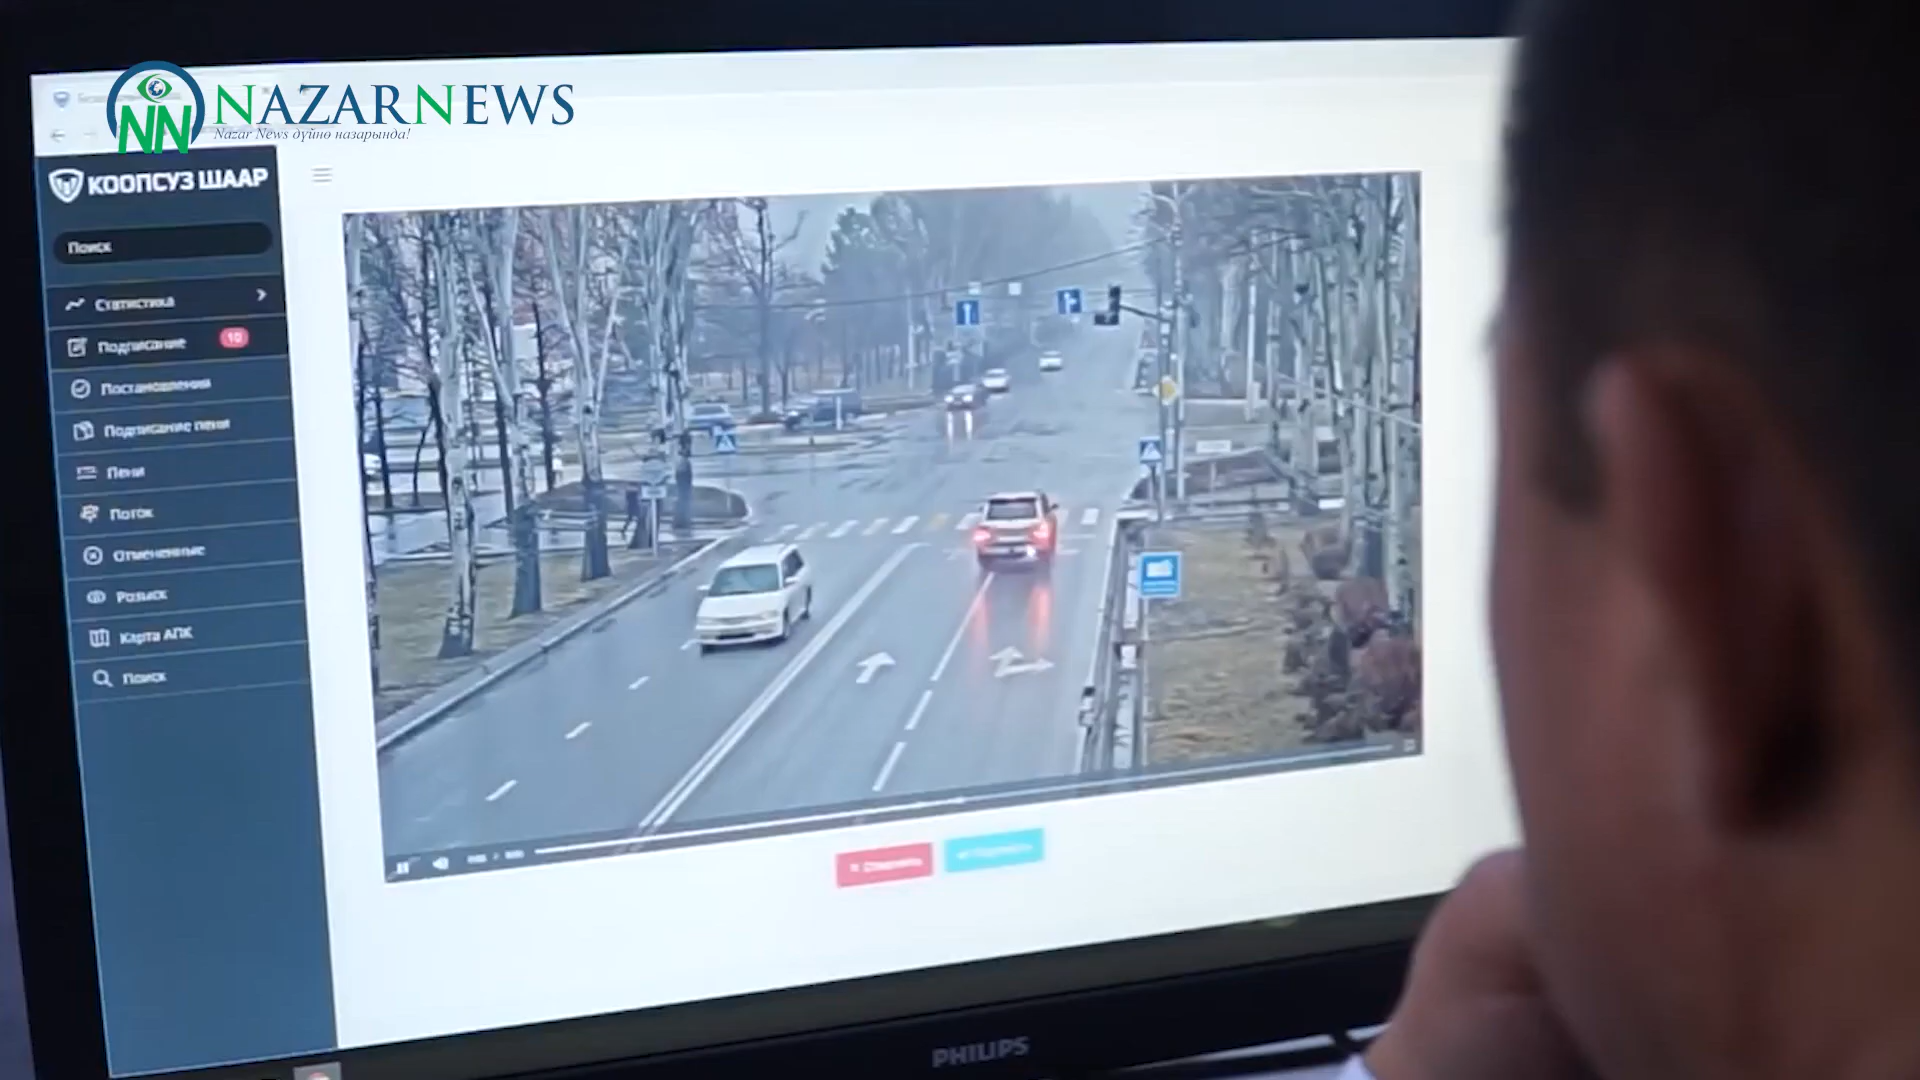 NAZARNEWS
Nazar News дүйнө назарында!
NN
КООПСУЗ ШААР
Поиск
Статистика
Подписание 10
Постановления
Подписание пени
Пени
Поток
Отмененные
Розыск
Карта АПК
Поиск
PHILIPS